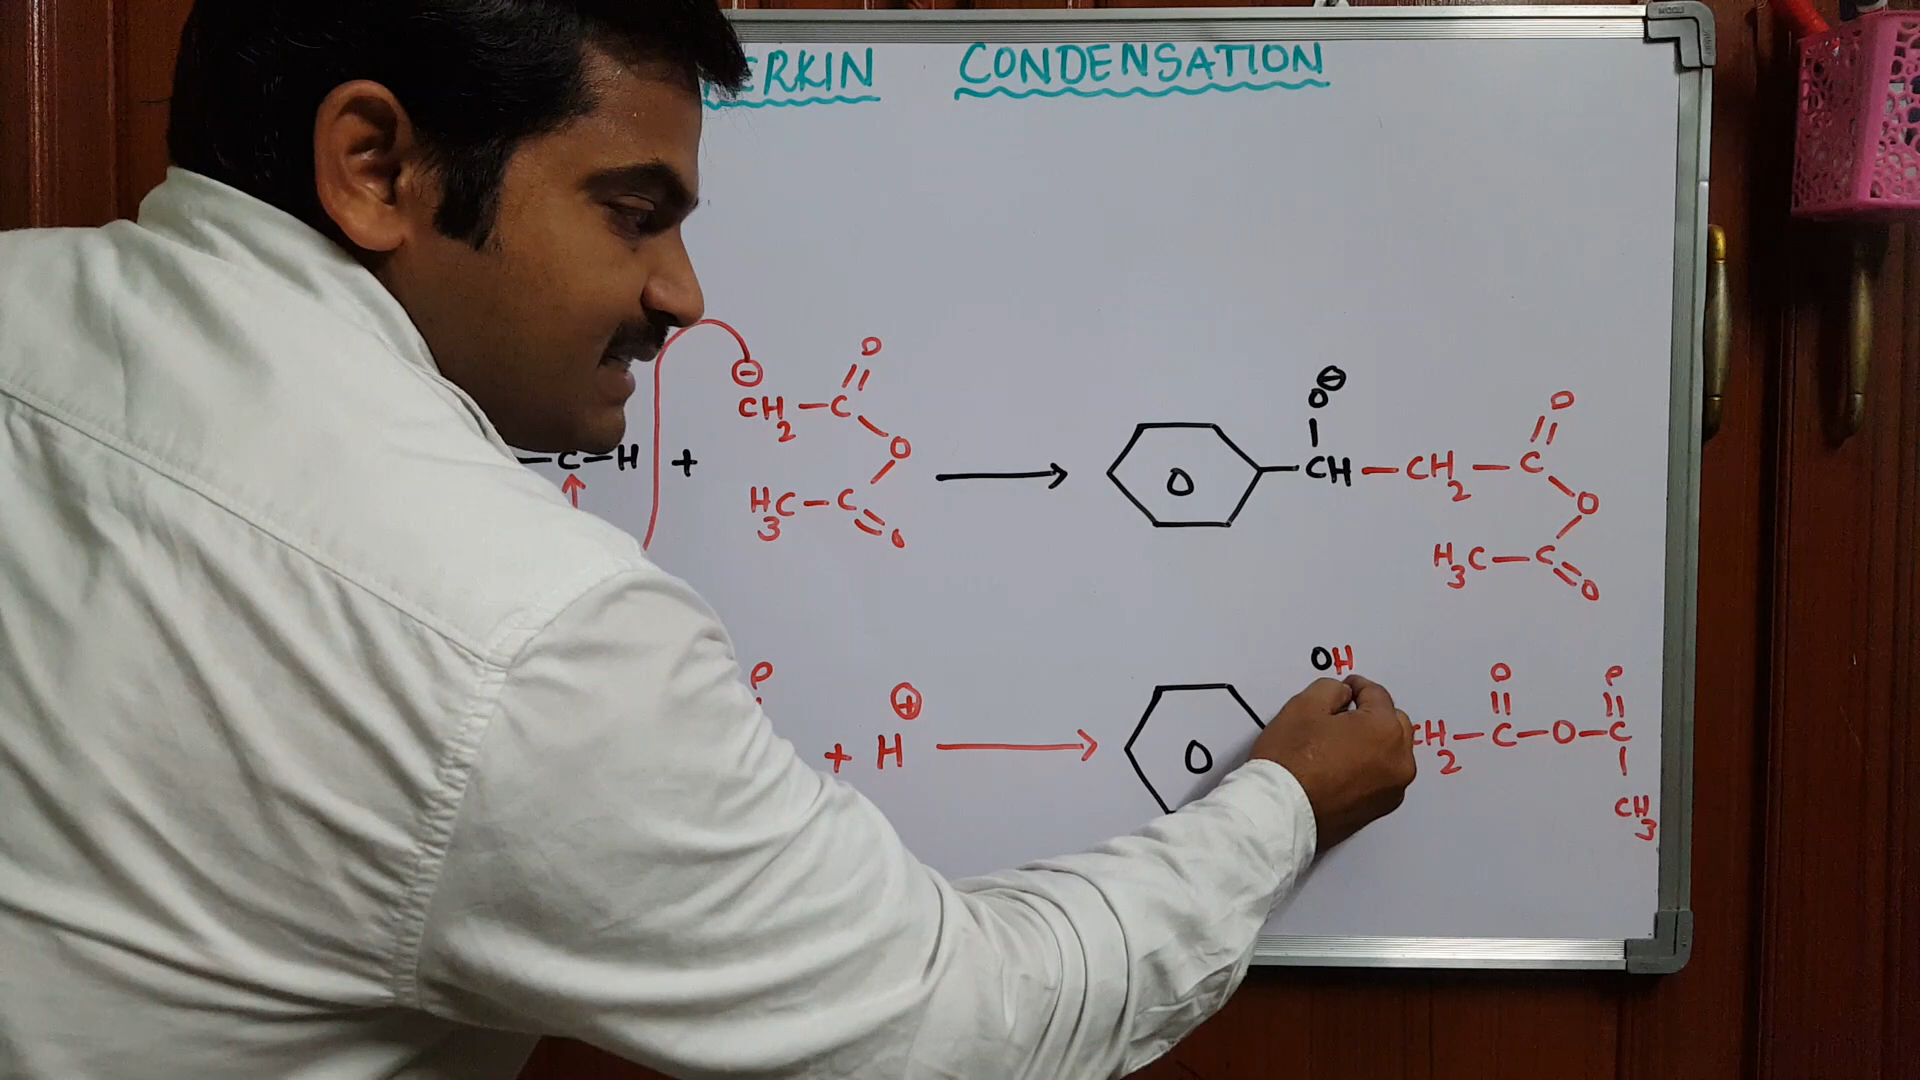 ERKIN CONDENSATION
O
⊖
CH2 — C
O
— C — H +
H3C — C
O
⊖
O
— CH — CH2 — C
O
O
H3C — C
O
O
+ H
⊕
OH
O
O
CH2 — C — O — C
CH3